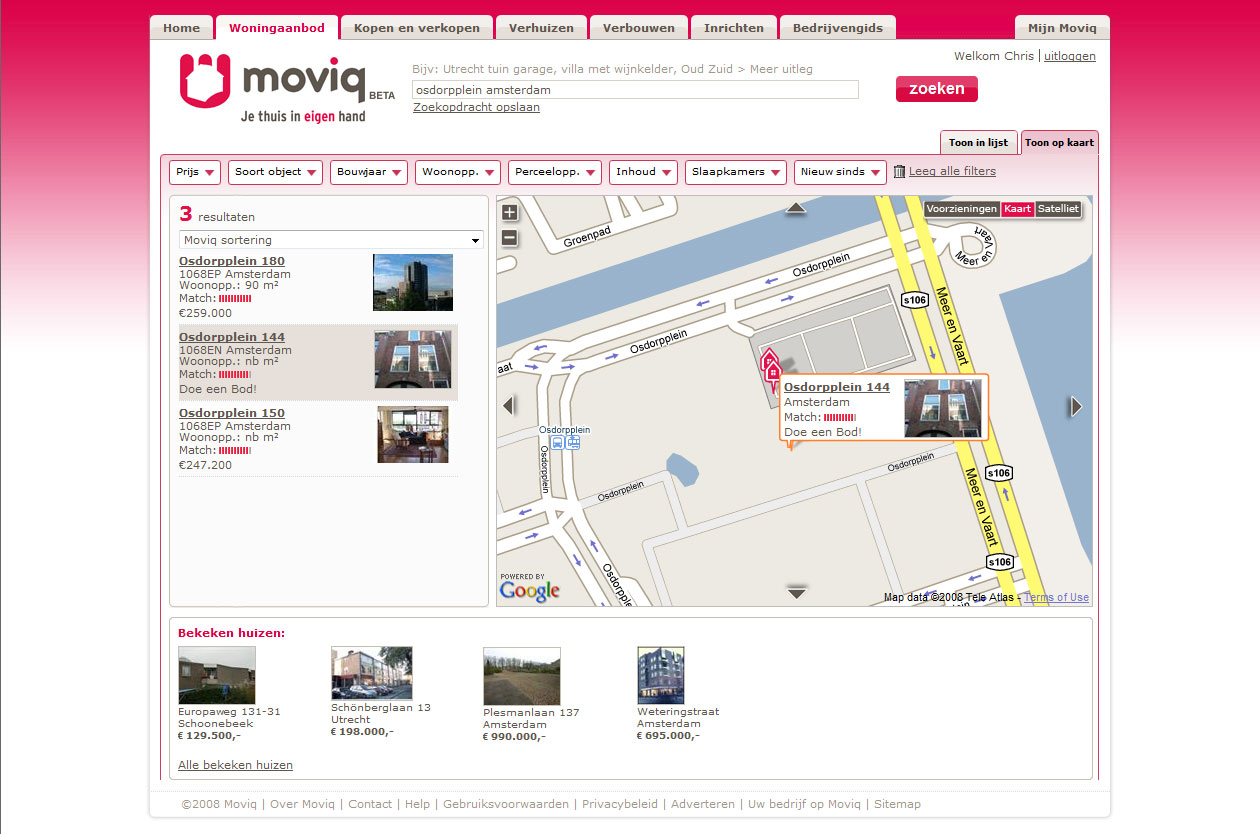 Home
Woningaanbod
Kopen en verkopen
Verhuizen
Verbouwen
Inrichten
Bedrijvengids
Mijn Moviq
Welkom Chris | uitloggen
moviq BETA
Je thuis in eigen hand
Bijv: Utrecht tuin garage, villa met wijnkelder, Oud Zuid > Meer uitleg
osdorpplein amsterdam
zoeken
Zoekopdracht opslaan
Toon in lijst
Toon op kaart
Prijs
Soort object
Bouwjaar
Woonopp.
Perceelopp.
Inhoud
Slaapkamers
Nieuw sinds
Leeg alle filters
3 resultaten
Moviq sortering
Osdorpplein 180
1068EP Amsterdam
Woonopp.: 90 m²
Match:
€259.000
Osdorpplein 144
1068EN Amsterdam
Woonopp.: nb m²
Match:
Doe een Bod!
Osdorpplein 150
1068EP Amsterdam
Woonopp.: nb m²
Match:
€247.200
Voorzieningen
Kaart
Satelliet
Groenpad
Osdorpplein
Meer en Vaart
s106
Meer en Vaart
Osdorpplein
aat
Osdorpplein 144
Amsterdam
Match:
Doe een Bod!
Osdorpplein
Osdorpplein
Osdorpplein
Osdorpplein
s106
Meer en Vaart
s106
Osdorpplein
POWERED BY
Google
Map data ©2008 Tele Atlas - Terms of Use
Bekeken huizen:
Europaweg 131-31
Schoonebeek
€ 129.500,-
Schönberglaan 13
Utrecht
€ 198.000,-
Plesmanlaan 137
Amsterdam
€ 990.000,-
Weteringstraat
Amsterdam
€ 695.000,-
Alle bekeken huizen
©2008 Moviq | Over Moviq | Contact | Help | Gebruiksvoorwaarden | Privacybeleid | Adverteren | Uw bedrijf op Moviq | Sitemap